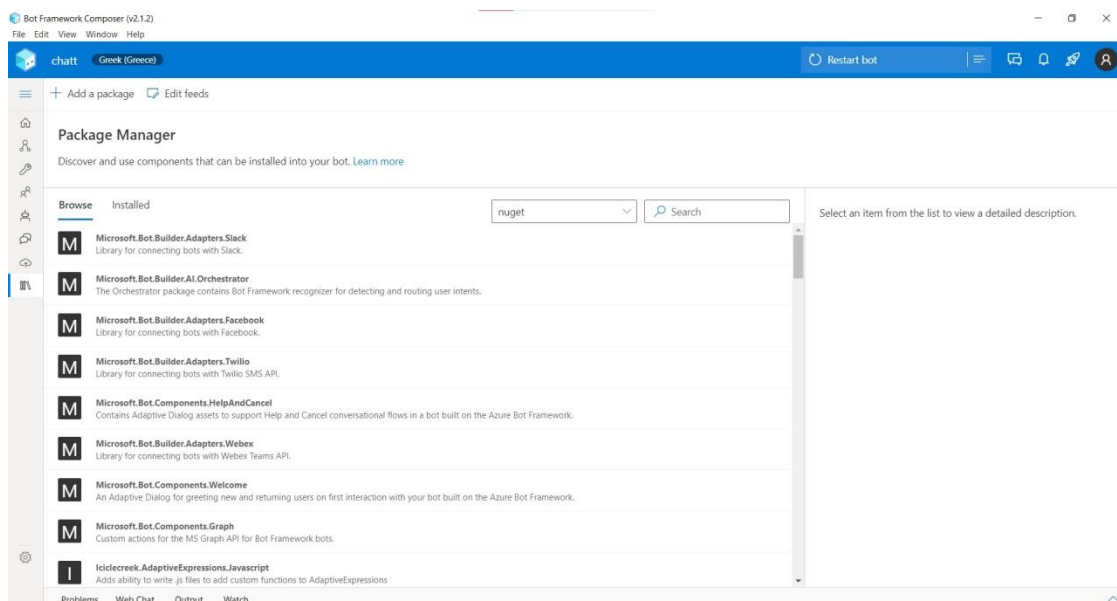 Bot Framework Composer (v2.1.2)
File Edit View Window Help
chatt Greek (Greece) Restart bot
Add a package Edit feeds
Package Manager
Discover and use components that can be installed into your bot. Learn more
Browse Installed nuget Search
Select an item from the list to view a detailed description.
M Microsoft.Bot.Builder.Adapters.Slack
Library for connecting bots with Slack.
M Microsoft.Bot.Builder.AI.Orchestrator
The Orchestrator package contains Bot Framework recognizer for detecting and routing user intents.
M Microsoft.Bot.Builder.Adapters.Facebook
Library for connecting bots with Facebook.
M Microsoft.Bot.Builder.Adapters.Twilio
Library for connecting bots with Twilio SMS API.
M Microsoft.Bot.Components.HelpAndCancel
Contains Adaptive Dialog assets to support Help and Cancel conversational flows in a bot built on the Azure Bot Framework.
M Microsoft.Bot.Builder.Adapters.Webex
Library for connecting bots with Webex Teams API.
M Microsoft.Bot.Components.Welcome
An Adaptive Dialog for greeting new and returning users on first interaction with your bot built on the Azure Bot Framework.
M Microsoft.Bot.Components.Graph
Custom actions for the MS Graph API for Bot Framework bots.
I Iciclecreek.AdaptiveExpressions.Javascript
Adds ability to write .js files to add custom functions to AdaptiveExpressions
Problems Web Chat Output Watch